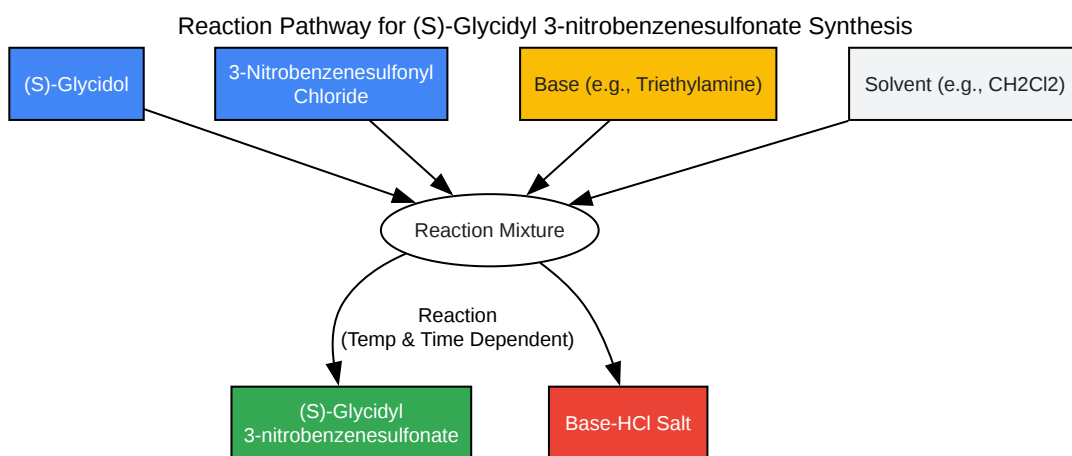 Reaction Pathway for (S)-Glycidyl 3-nitrobenzenesulfonate Synthesis
(S)-Glycidol
3-Nitrobenzenesulfonyl
Chloride
Base (e.g., Triethylamine)
Solvent (e.g., CH2Cl2)
Reaction Mixture
Reaction
(Temp & Time Dependent)
(S)-Glycidyl
3-nitrobenzenesulfonate
Base-HCl Salt